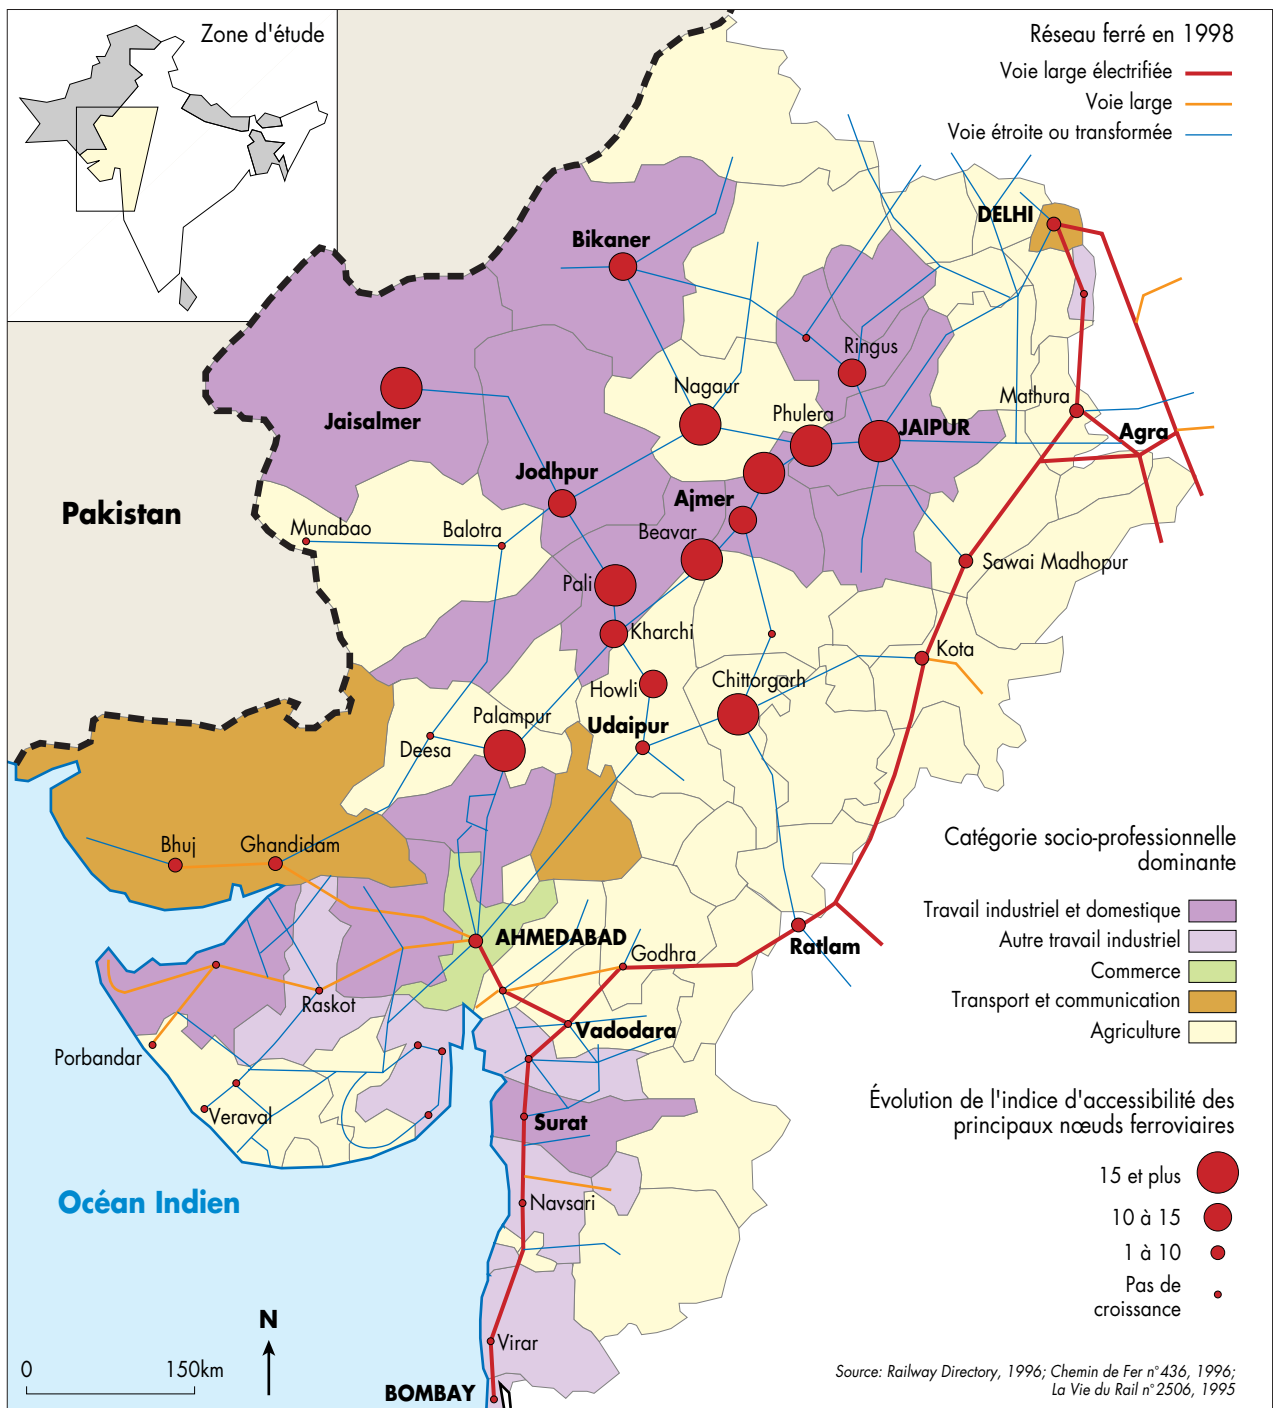 Zone d'étude
Réseau ferré en 1998
Voie large électrifiée
Voie large
Voie étroite ou transformée
DELHI
Bikaner
Ringus
Nagaur
Mathura
Jaisalmer
Phulera
JAIPUR
Agra
Jodhpur
Ajmer
Pakistan
Munabao
Balotra
Beavar
Sawai Madhopur
Pali
Kharchi
Kota
Howli
Chittorgarh
Palampur
Udaipur
Deesa
Bhuj
Ghandidam
Catégorie socio-professionnelle
dominante
Travail industriel et domestique
Autre travail industriel
Commerce
Transport et communication
Agriculture
AHMEDABAD
Ratlam
Godhra
Raskot
Vadodara
Porbandar
Veraval
Surat
Évolution de l'indice d'accessibilité des
principaux nœuds ferroviaires
15 et plus
10 à 15
1 à 10
Pas de
croissance
Océan Indien
Navsari
N
Virar
0 150km
BOMBAY
Source: Railway Directory, 1996; Chemin de Fer n°436, 1996;
La Vie du Rail n°2506, 1995